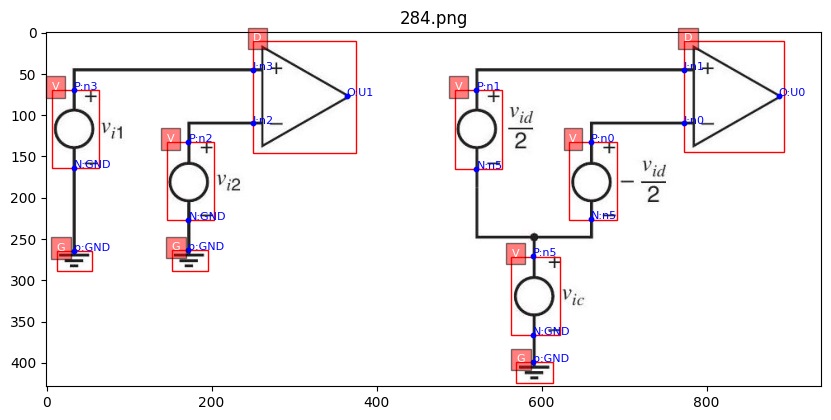 284.png
D
D
V
P:n3
I:n3
+
V
P:n1
I:n1
+
+
+
O:U1
O:U0
v_{i1}
v_{id}/2
V
P:n2
I:n2
−
V
P:n0
I:n0
−
+
+
N:GND
−
N:n5
−
v_{i2}
− v_{id}/2
N:GND
−
N:n5
−
G
p:GND
G
p:GND
V
P:n5
+
v_{ic}
N:GND
−
G
p:GND
0
50
100
150
200
250
300
350
400
0
200
400
600
800